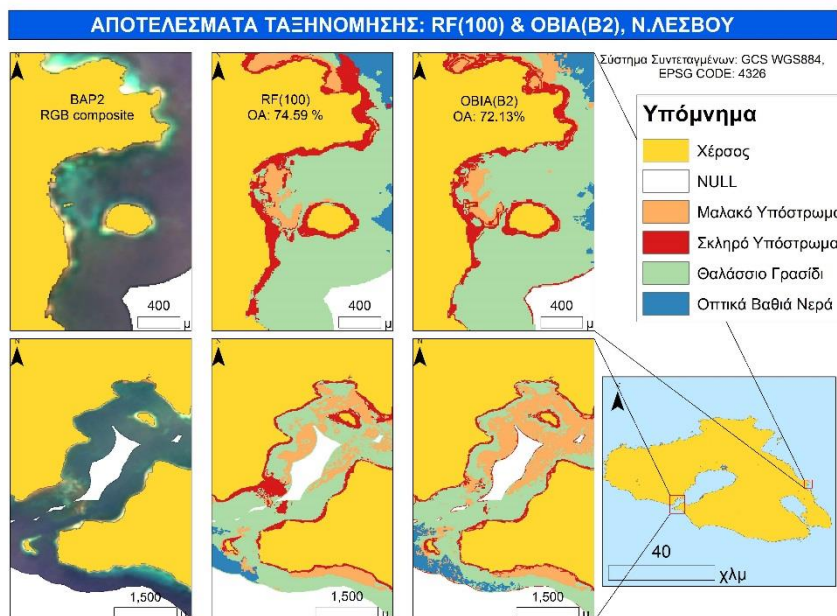 ΑΠΟΤΕΛΕΣΜΑΤΑ ΤΑΞΗΝΟΜΗΣΗΣ: RF(100) & OBIA(B2), Ν.ΛΕΣΒΟΥ
BAP2
RGB composite
RF(100)
OA: 74.59 %
OBIA(B2)
OA: 72.13%
Σύστημα Συντεταγμένων: GCS WGS884,
EPSG CODE: 4326
Υπόμνημα
Χέρσος
NULL
Μαλακό Υπόστρωμα
Σκληρό Υπόστρωμα
Θαλάσσιο Γρασίδι
Οπτικά Βαθιά Νερά
400
μ
400
μ
400
μ
1,500
μ
1,500
μ
1,500
μ
40
χλμ